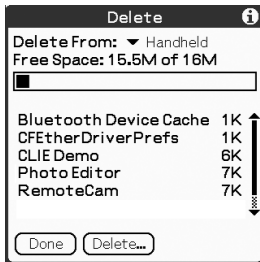 Delete
Delete From: Handheld
Free Space: 15.5M of 16M
Bluetooth Device Cache 1K
CFEtherDriverPrefs 1K
CLIE Demo 6K
Photo Editor 7K
RemoteCam 7K
Done Delete...